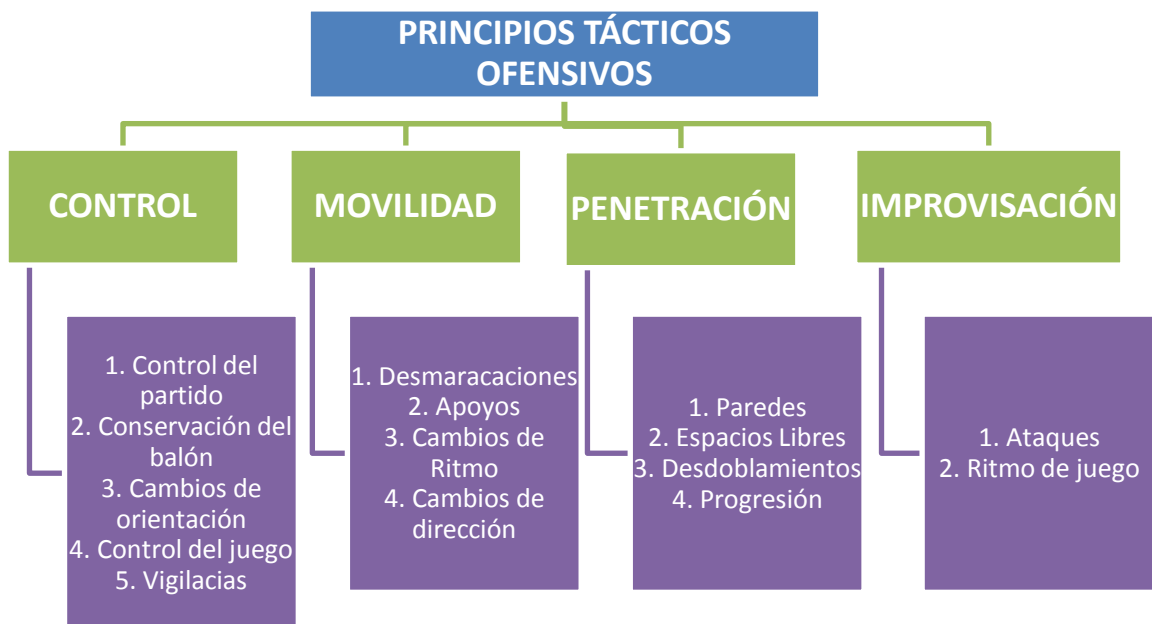 PRINCIPIOS TÁCTICOS
OFENSIVOS
CONTROL
MOVILIDAD
PENETRACIÓN
IMPROVISACIÓN
1. Control del
partido
2. Conservación del
balón
3. Cambios de
orientación
4. Control del juego
5. Vigilacias
1. Desmaracaciones
2. Apoyos
3. Cambios de
Ritmo
4. Cambios de
dirección
1. Paredes
2. Espacios Libres
3. Desdoblamientos
4. Progresión
1. Ataques
2. Ritmo de juego